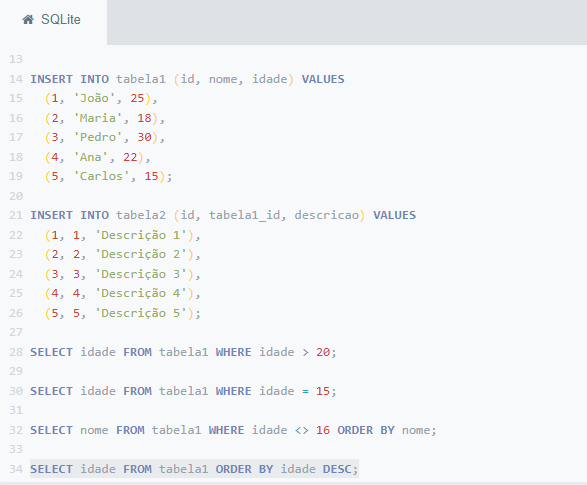 SQLite
13
14 INSERT INTO tabela1 (id, nome, idade) VALUES
15 (1, 'João', 25),
16 (2, 'Maria', 18),
17 (3, 'Pedro', 30),
18 (4, 'Ana', 22),
19 (5, 'Carlos', 15);
20
21 INSERT INTO tabela2 (id, tabela1_id, descricao) VALUES
22 (1, 1, 'Descrição 1'),
23 (2, 2, 'Descrição 2'),
24 (3, 3, 'Descrição 3'),
25 (4, 4, 'Descrição 4'),
26 (5, 5, 'Descrição 5');
27
28 SELECT idade FROM tabela1 WHERE idade > 20;
29
30 SELECT idade FROM tabela1 WHERE idade = 15;
31
32 SELECT nome FROM tabela1 WHERE idade <> 16 ORDER BY nome;
33
34 SELECT idade FROM tabela1 ORDER BY idade DESC;